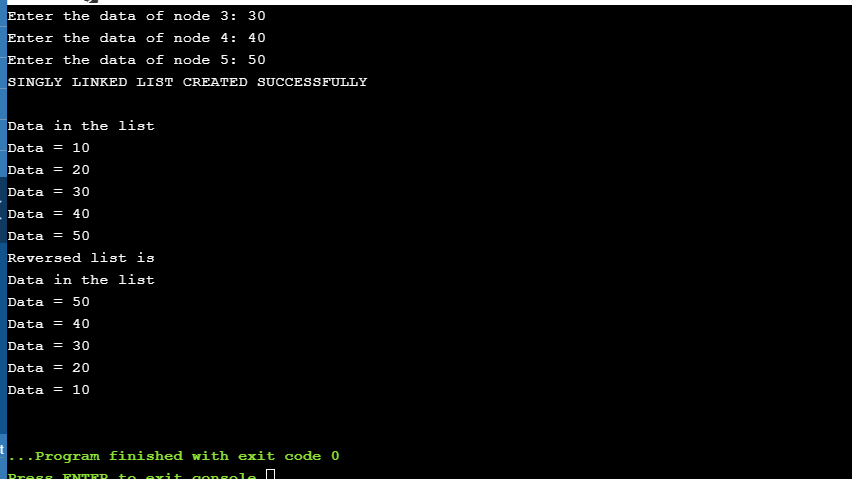 Enter the data of node 3: 30
Enter the data of node 4: 40
Enter the data of node 5: 50
SINGLY LINKED LIST CREATED SUCCESSFULLY
Data in the list
Data = 10
Data = 20
Data = 30
Data = 40
Data = 50
Reversed list is
Data in the list
Data = 50
Data = 40
Data = 30
Data = 20
Data = 10
...Program finished with exit code 0
Press ENTER to exit console.